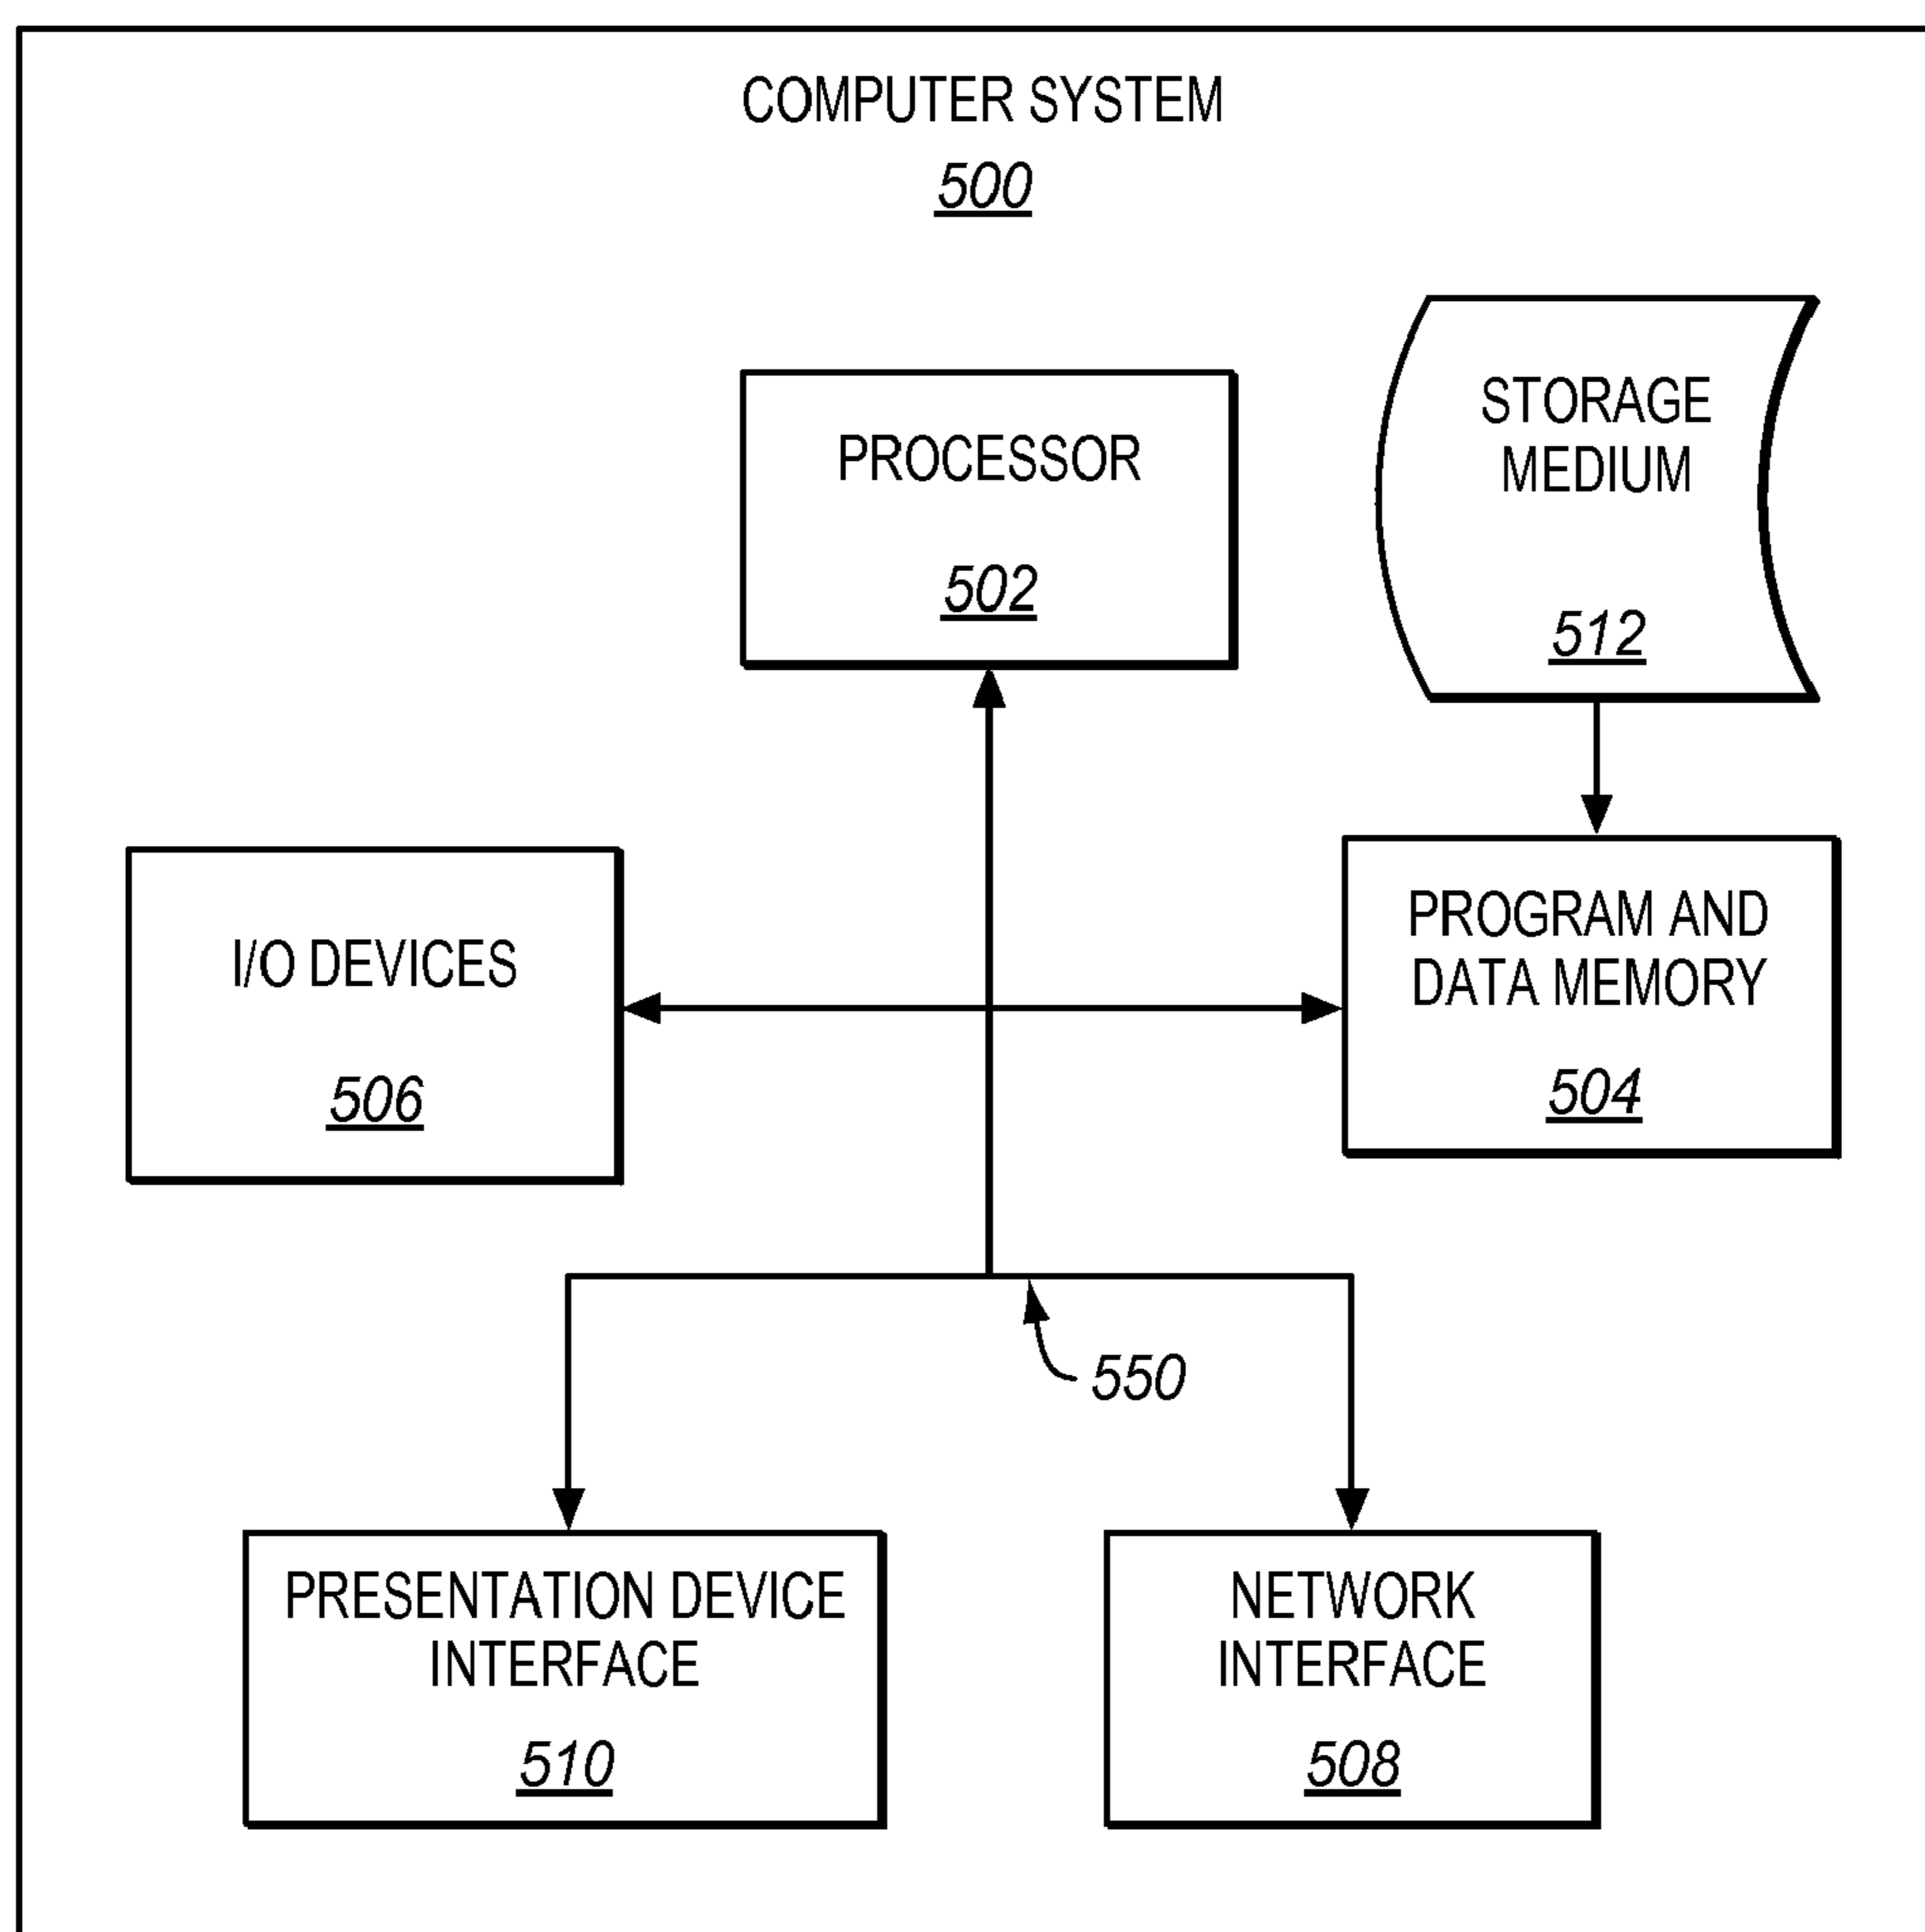 COMPUTER SYSTEM
500
PROCESSOR
502
STORAGE
MEDIUM
512
I/O DEVICES
506
PROGRAM AND
DATA MEMORY
504
550
PRESENTATION DEVICE
INTERFACE
510
NETWORK
INTERFACE
508